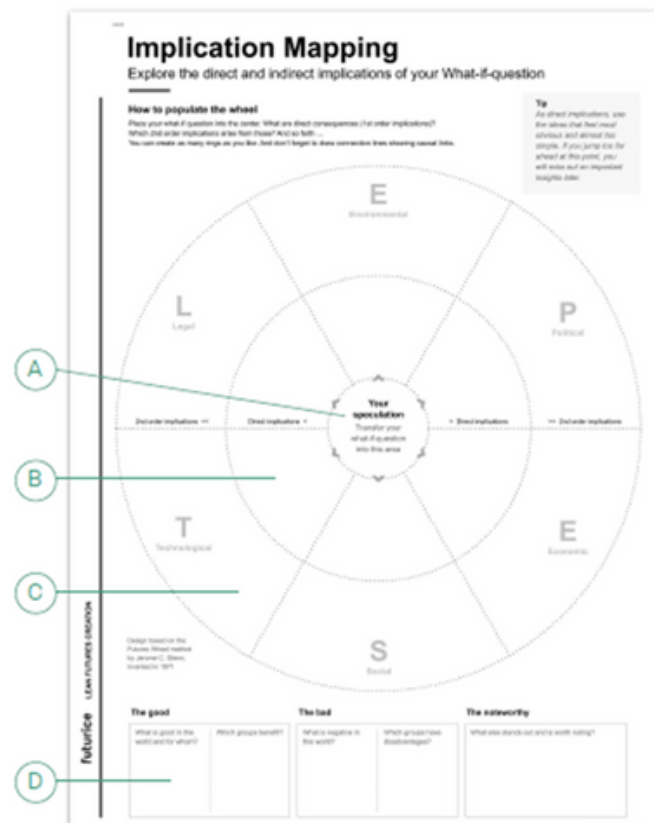 Implication Mapping
Explore the direct and indirect implications of your What-if-question
How to populate the wheel
Place your what-if question into the center. What are direct consequences (1st order implications)?
Which 2nd order implications arise from those? And so forth ...
You can create as many rings as you like. And don't forget to draw connection lines showing causal links.
Tip
As direct implications, use
the ideas that feel most
obvious and almost too
simple. If you jump too far
ahead at this point, you
will miss out on important
insights later.
E
Environmental
L
Legal
P
Political
A
Your
speculation
Transfer your
what-if question
into this area
2nd order implications <<
Direct implications <
> Direct implications
>> 2nd order implications
B
T
Technological
E
Economic
C
S
Social
Design based on the
Futures Wheel method
by Jerome C. Glenn,
invented in 1971
futurice LEAN FUTURES CREATION
The good
The bad
The noteworthy
What is good in this
world and for whom?
Which groups benefit?
What is negative in
this world?
Which groups have
disadvantages?
What else stands out and is worth noting?
D